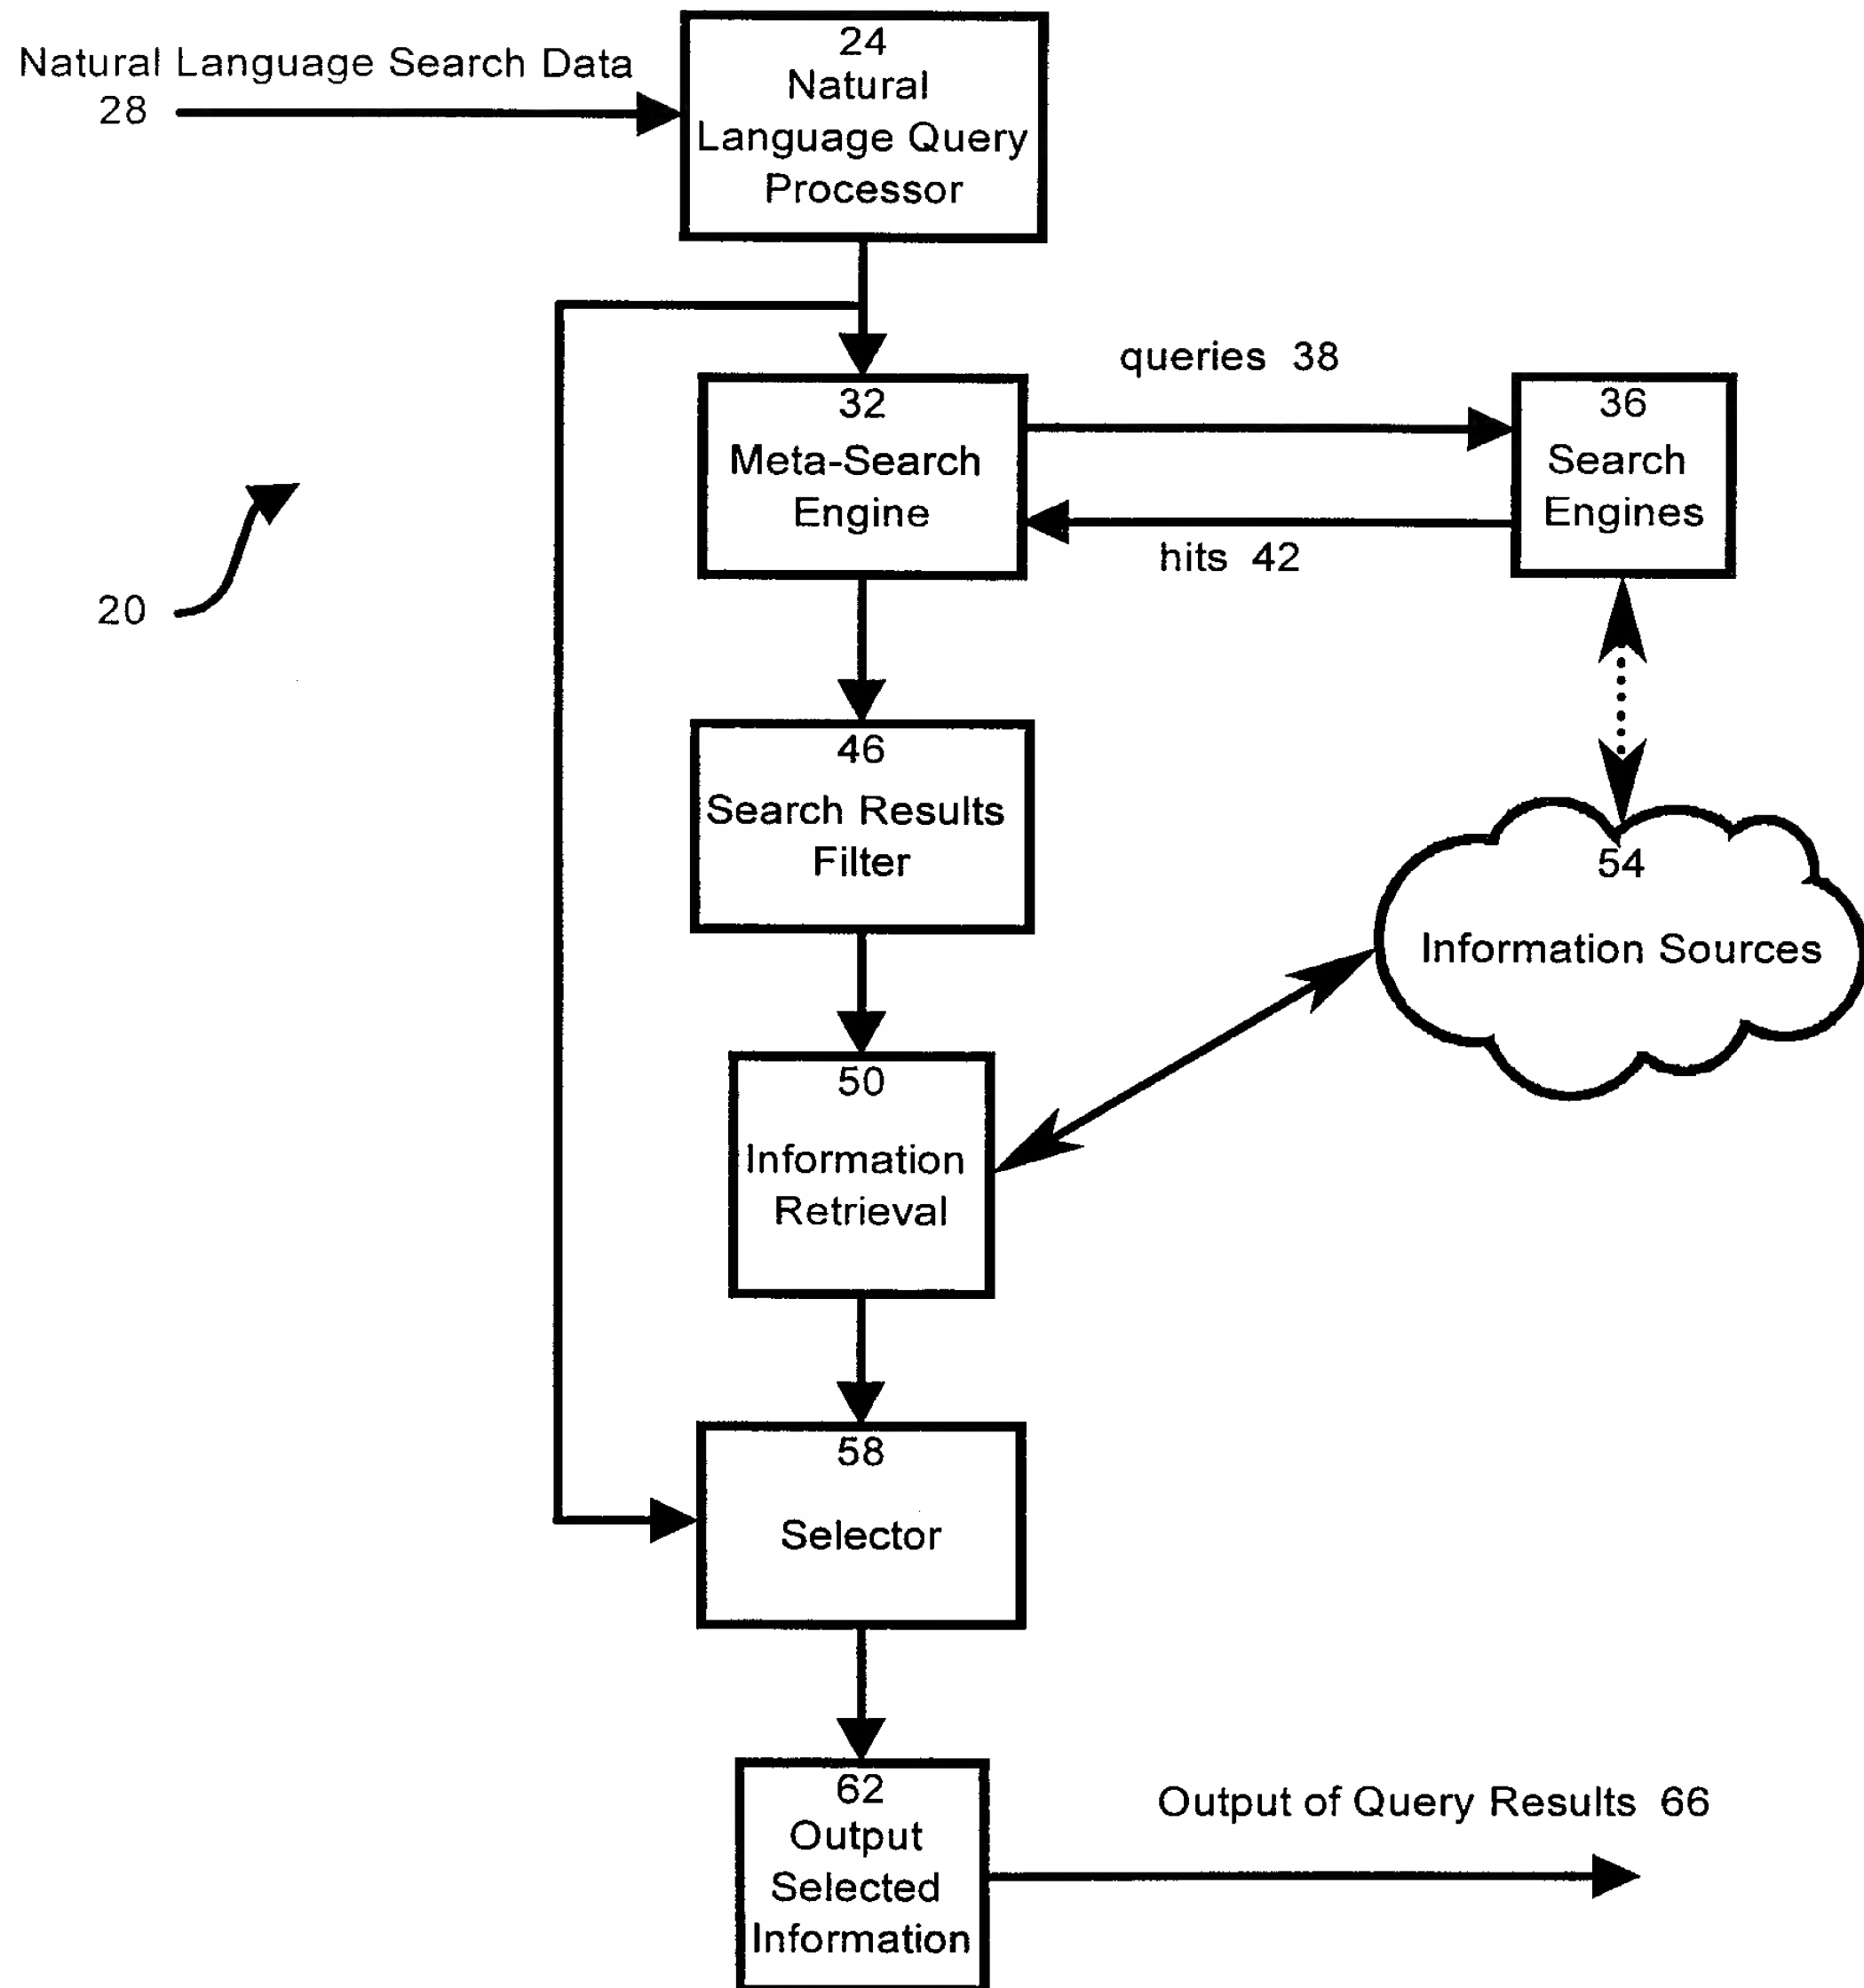 24
Natural
Language Query
Processor
Natural Language Search Data
28
queries 38
32
Meta-Search
Engine
36
Search
Engines
hits 42
20
46
Search Results
Filter
54
Information Sources
50
Information
Retrieval
58
Selector
62
Output
Selected
Information
Output of Query Results 66